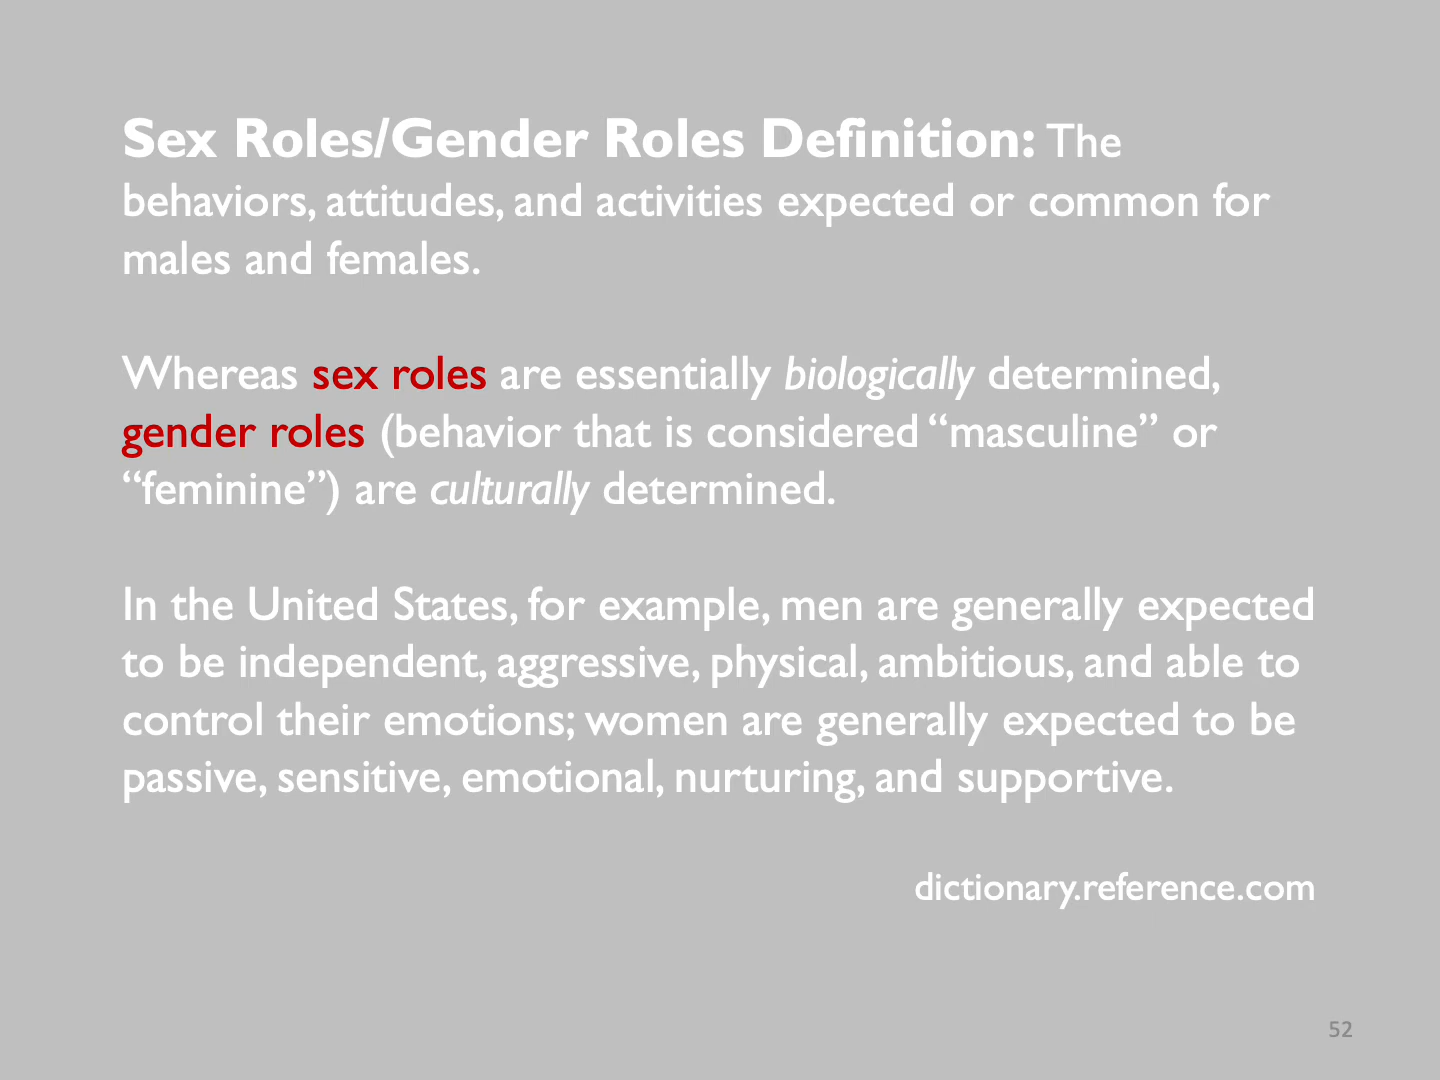 Sex Roles/Gender Roles Definition: The
behaviors, attitudes, and activities expected or common for
males and females.
Whereas sex roles are essentially biologically determined,
gender roles (behavior that is considered “masculine” or
“feminine”) are culturally determined.
In the United States, for example, men are generally expected
to be independent, aggressive, physical, ambitious, and able to
control their emotions; women are generally expected to be
passive, sensitive, emotional, nurturing, and supportive.
dictionary.reference.com
52